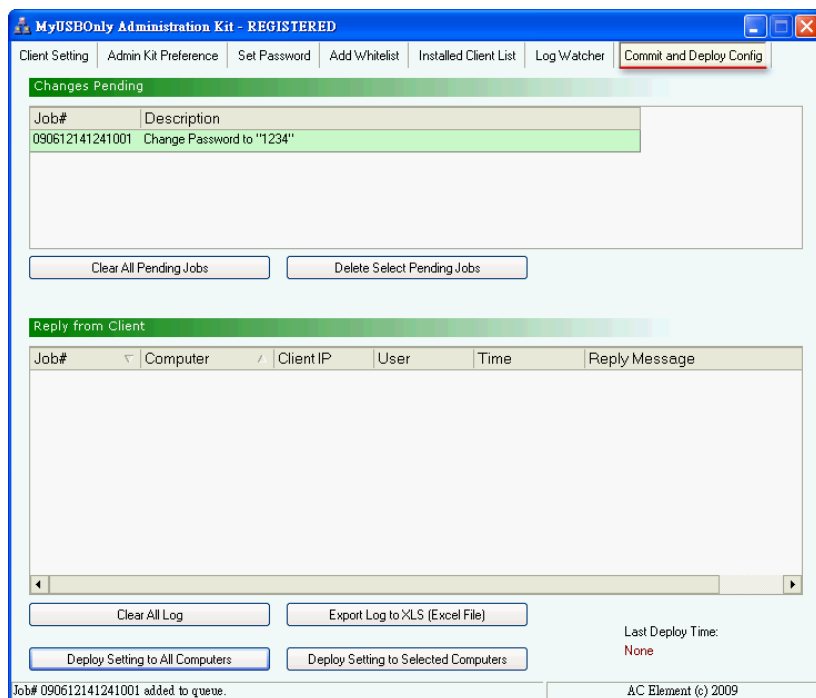 MyUSBOnly Administration Kit - REGISTERED
Client Setting Admin Kit Preference Set Password Add Whitelist Installed Client List Log Watcher Commit and Deploy Config
Changes Pending
Job# Description
090612141241001 Change Password to "1234"
Clear All Pending Jobs Delete Select Pending Jobs
Reply from Client
Job# Computer Client IP User Time Reply Message
Clear All Log Export Log to XLS (Excel File)
Last Deploy Time:
None
Deploy Setting to All Computers Deploy Setting to Selected Computers
Job# 090612141241001 added to queue. AC Element (c) 2009